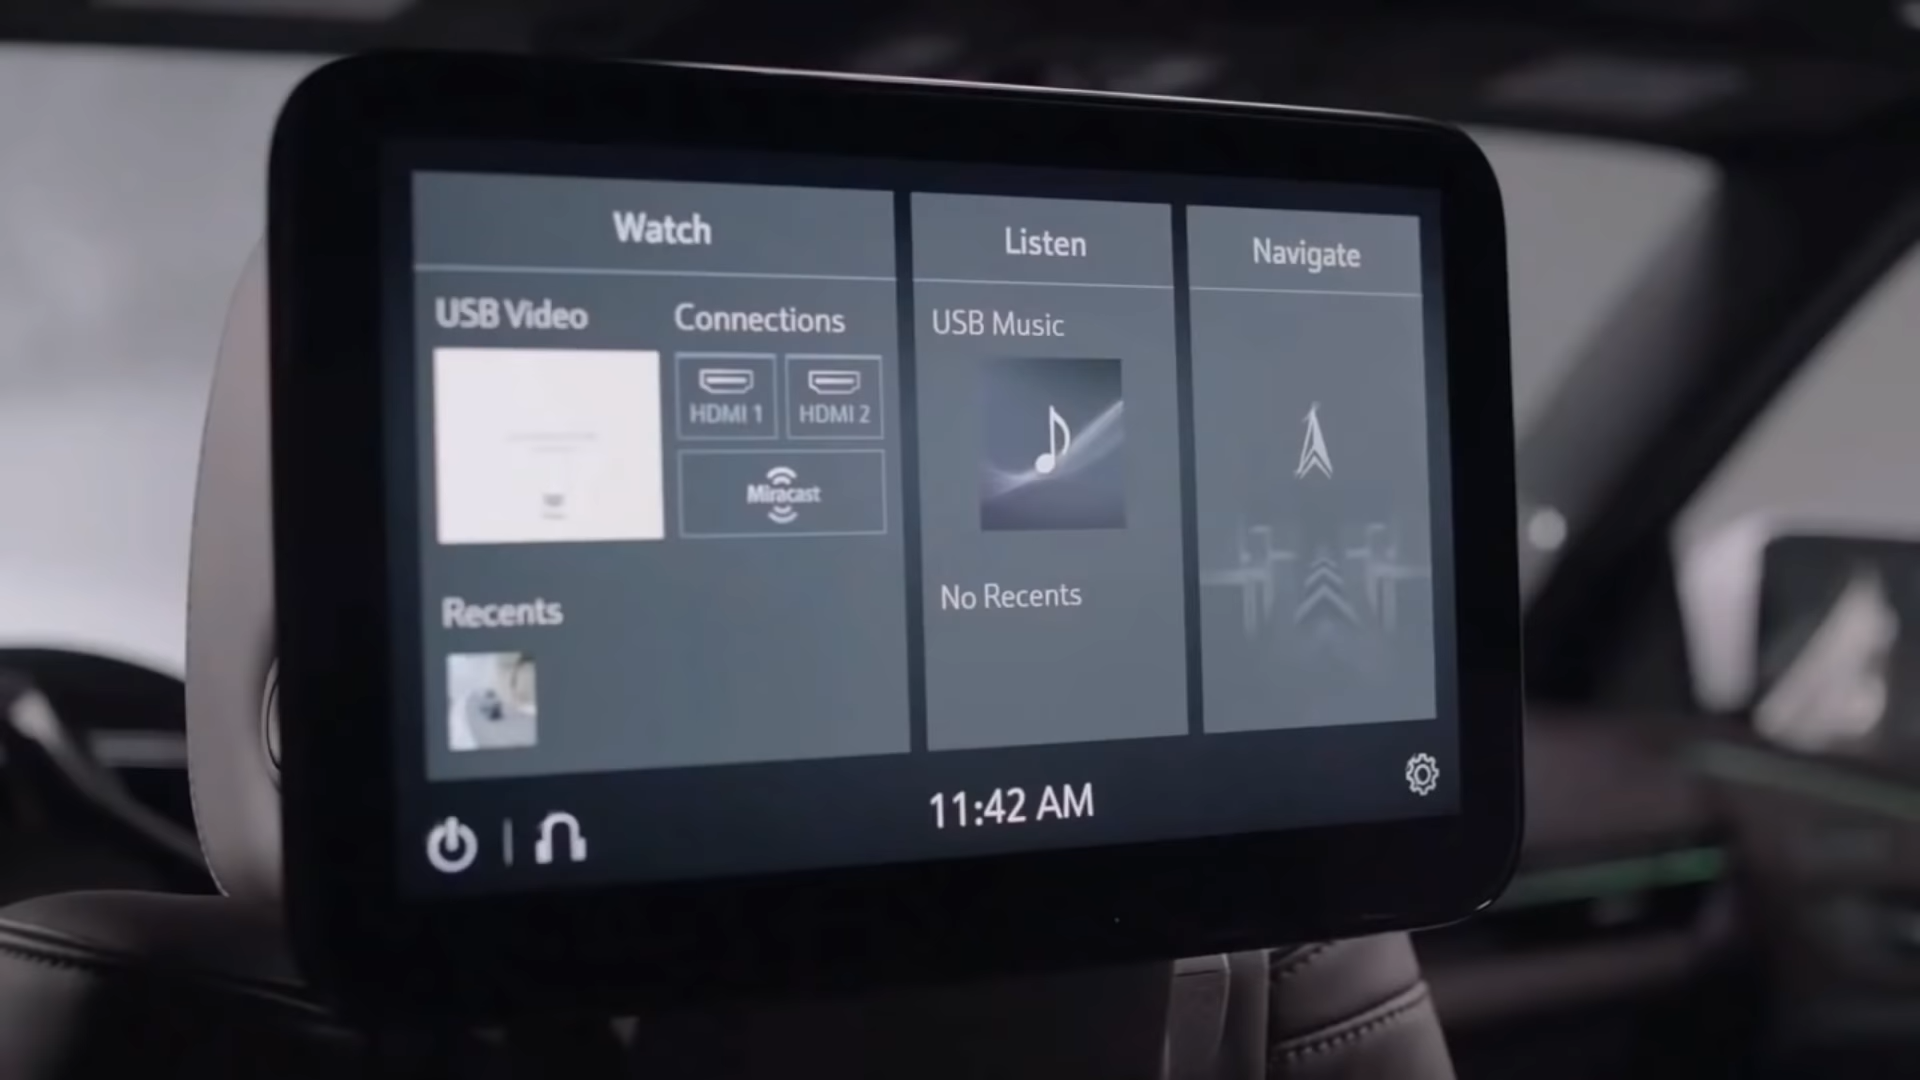 Watch
Listen
Navigate
USB Video
Connections
USB Music
HDMI 1
HDMI 2
Miracast
No Recents
Recents
11:42 AM